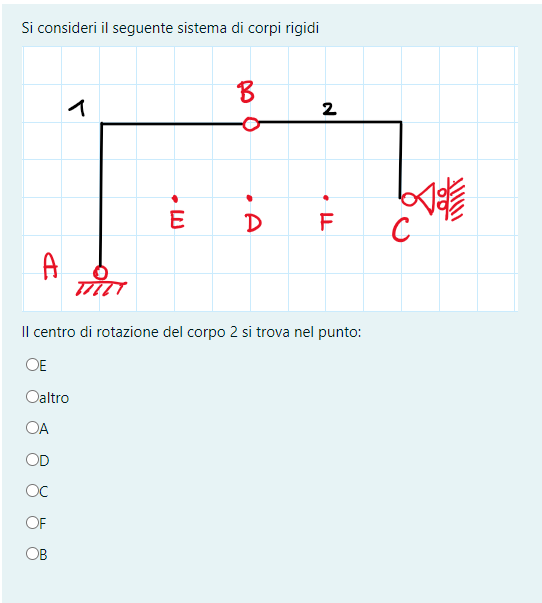 Si consideri il seguente sistema di corpi rigidi
B
1
2
E
D
F
C
A
Il centro di rotazione del corpo 2 si trova nel punto:
E
altro
A
D
C
F
B